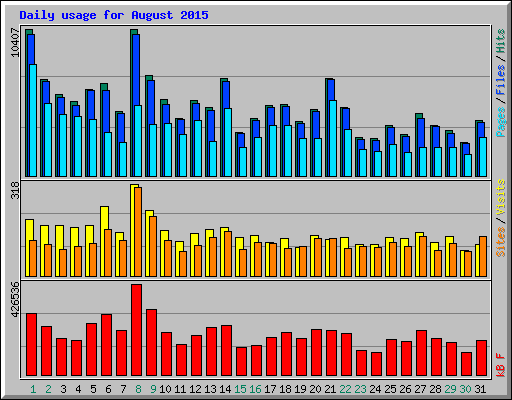 Daily usage for August 2015
10407
Pages / Files / Hits
318
Sites / Visits
426536
kB F
1 2 3 4 5 6 7 8 9 10 11 12 13 14 15 16 17 18 19 20 21 22 23 24 25 26 27 28 29 30 31